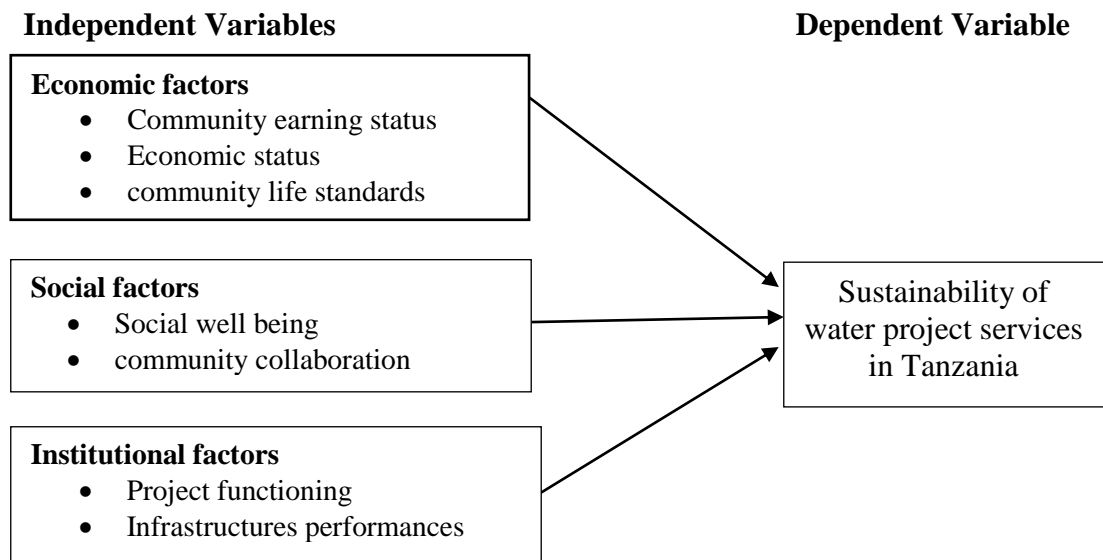 Independent Variables
Dependent Variable
Economic factors
• Community earning status
• Economic status
• community life standards
Social factors
• Social well being
• community collaboration
Institutional factors
• Project functioning
• Infrastructures performances
Sustainability of
water project services
in Tanzania